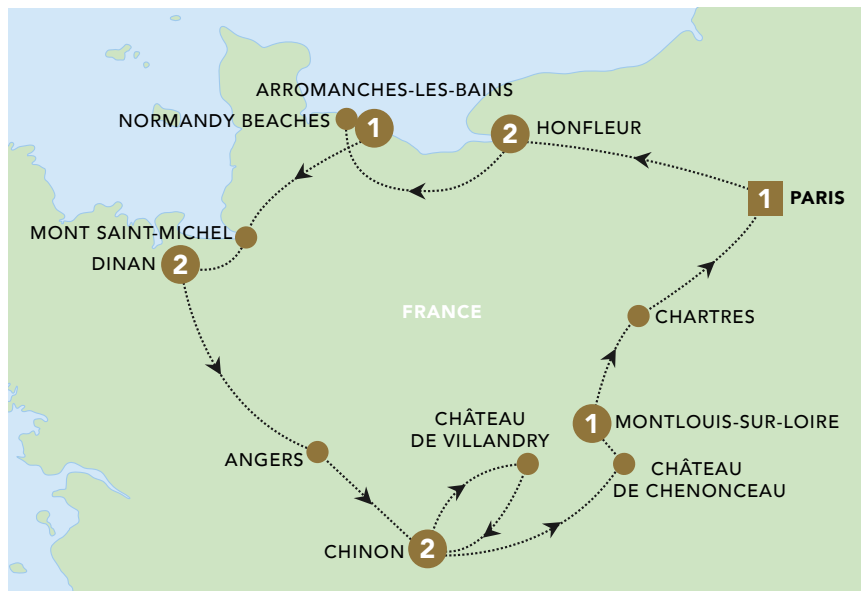 ARROMANCHES-LES-BAINS
NORMANDY BEACHES
1
2
HONFLEUR
1
PARIS
MONT SAINT-MICHEL
DINAN
2
FRANCE
CHARTRES
CHÂTEAU
DE VILLANDRY
1
MONTLOUIS-SUR-LOIRE
ANGERS
CHÂTEAU
DE CHENONCEAU
CHINON
2